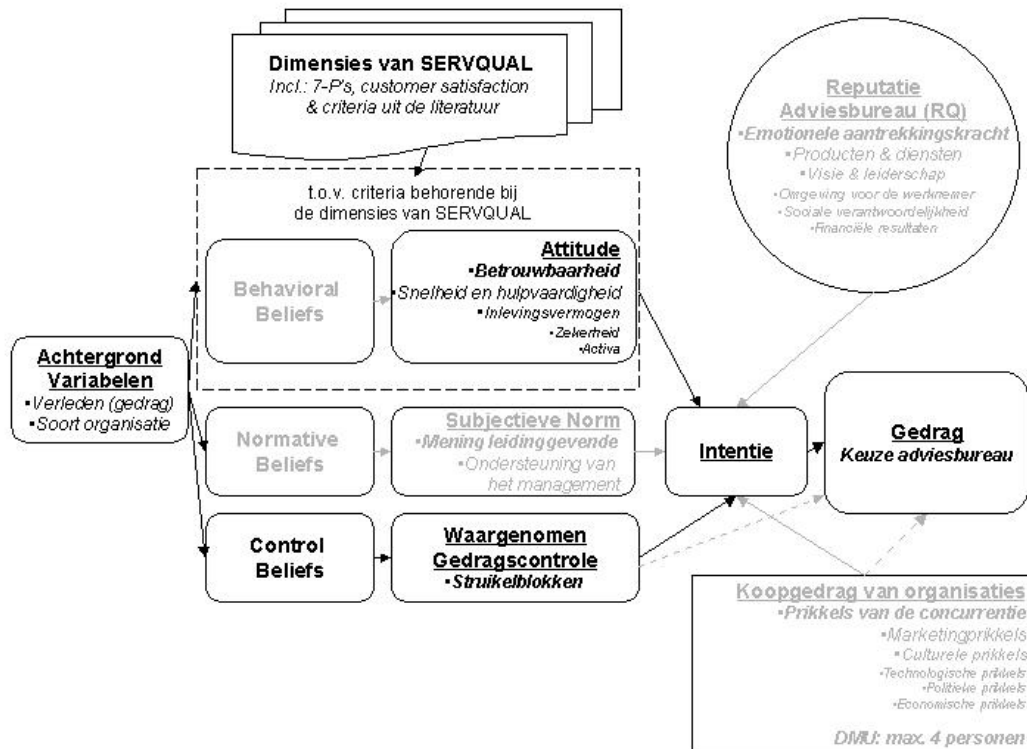 Dimensies van SERVQUAL
Incl.: 7-P's, customer satisfaction
& criteria uit de literatuur
Reputatie
Adviesbureau (RQ)
•Emotionele aantrekkingskracht
•Producten & diensten
•Visie & leiderschap
•Omgeving voor de werknemer
•Sociale verantwoordelijkheid
•Financiële resultaten
t.o.v. criteria behorende bij
de dimensies van SERVQUAL
Behavioral
Beliefs
Attitude
•Betrouwbaarheid
•Snelheid en hulpvaardigheid
•Inlevingsvermogen
•Zekerheid
•Activa
Achtergrond
Variabelen
•Verleden (gedrag)
•Soort organisatie
Normative
Beliefs
Subjectieve Norm
•Mening leidinggevende
•Ondersteuning van
het management
Intentie
Gedrag
Keuze adviesbureau
Control
Beliefs
Waargenomen
Gedragscontrole
•Struikelblokken
Koopgedrag van organisaties
•Prikkels van de concurrentie
•Marketingprikkels
•Culturele prikkels
•Technologische prikkels
•Politieke prikkels
•Economische prikkels
DMU: max. 4 personen